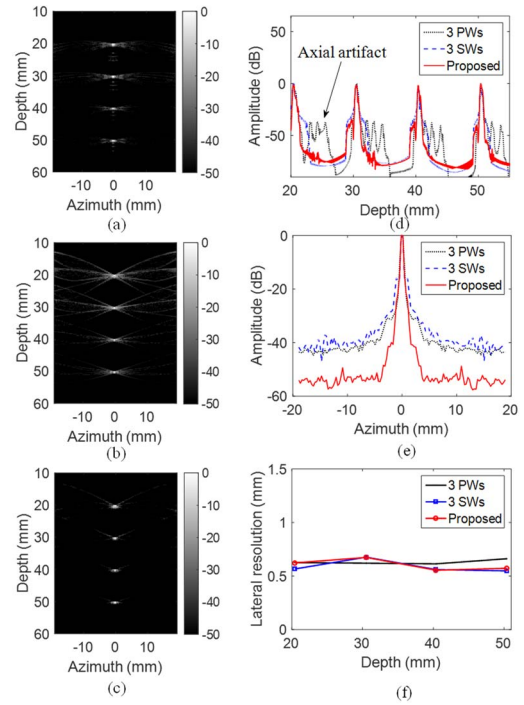 10
20
30
40
50
60
Depth (mm)
-10 0 10
Azimuth (mm)
0
-10
-20
-30
-40
-50
(a)
0
-50
Amplitude (dB)
20 30 40 50
Depth (mm)
Axial artifact
3 PWs
3 SWs
Proposed
(d)
10
20
30
40
50
60
Depth (mm)
-10 0 10
Azimuth (mm)
0
-10
-20
-30
-40
-50
(b)
0
-20
-40
-60
Amplitude (dB)
-20 -10 0 10 20
Azimuth (mm)
3 PWs
3 SWs
Proposed
(e)
10
20
30
40
50
60
Depth (mm)
-10 0 10
Azimuth (mm)
0
-10
-20
-30
-40
-50
(c)
1.5
1
0.5
0
Lateral resolution (mm)
20 30 40 50
Depth (mm)
3 PWs
3 SWs
Proposed
(f)